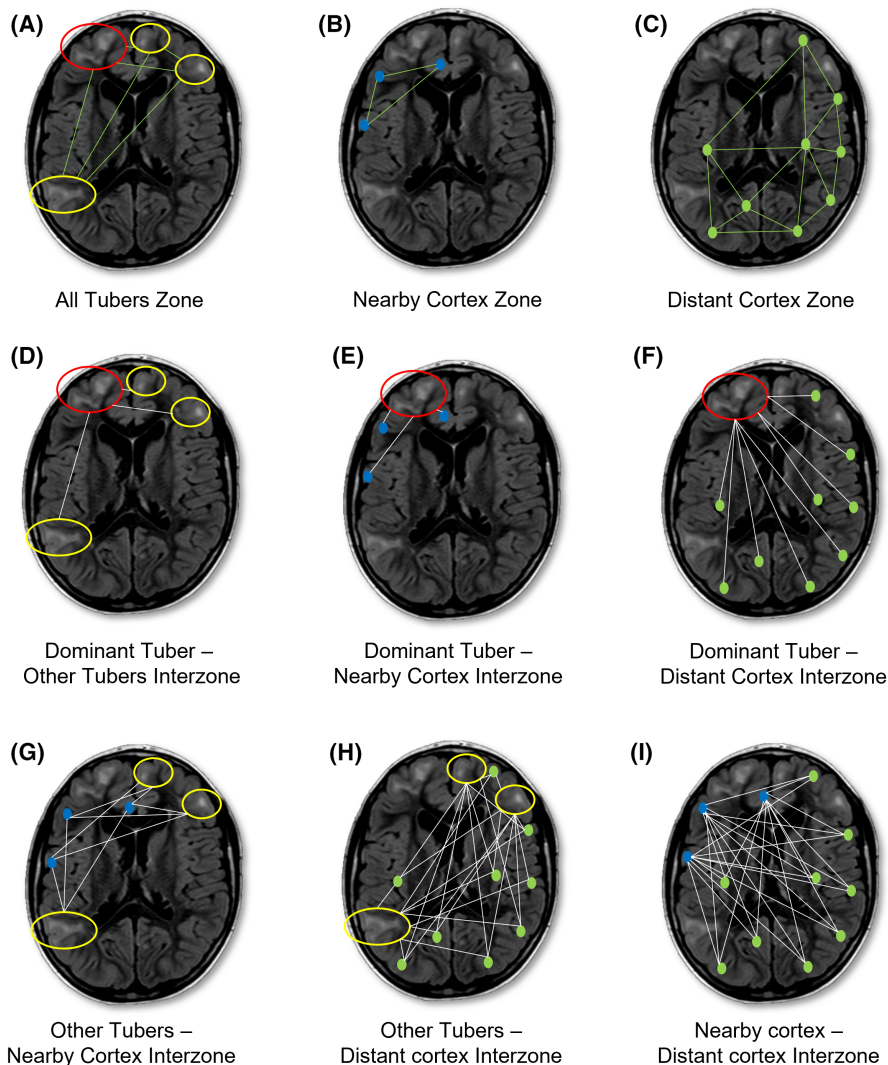 (A)
(B)
(C)
All Tubers Zone
Nearby Cortex Zone
Distant Cortex Zone
(D)
(E)
(F)
Dominant Tuber –
Other Tubers Interzone
Dominant Tuber –
Nearby Cortex Interzone
Dominant Tuber –
Distant Cortex Interzone
(G)
(H)
(I)
Other Tubers –
Nearby Cortex Interzone
Other Tubers –
Distant cortex Interzone
Nearby cortex –
Distant cortex Interzone